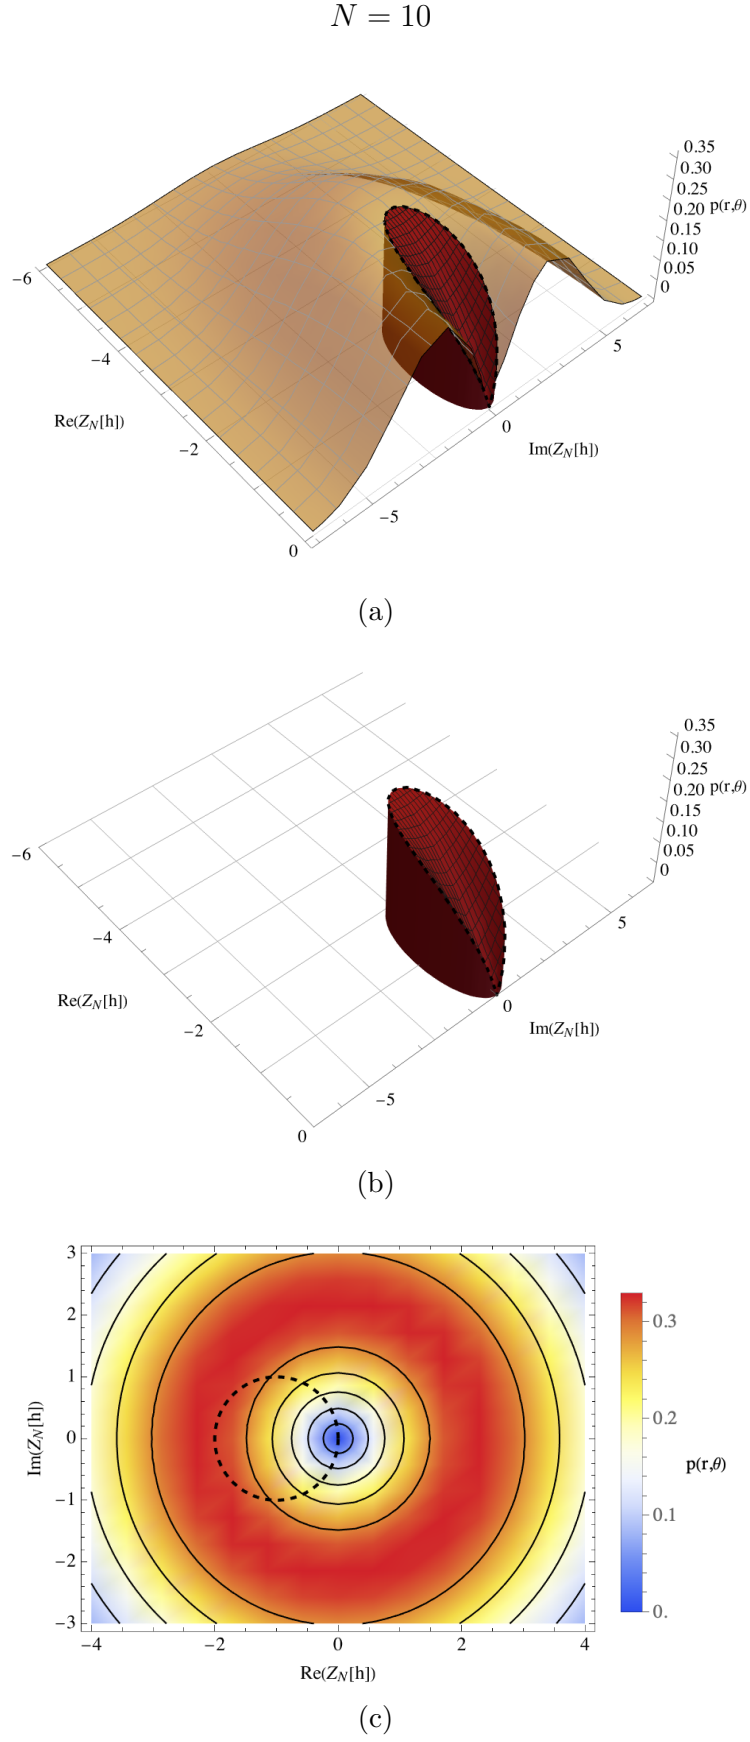 N = 10
0.35
0.30
0.25
0.20 p(r,θ)
0.15
0.10
0.05
0
−6
5
−4
Re(Z_N[h])
0
−2
Im(Z_N[h])
−5
0
(a)
0.35
0.30
0.25
0.20 p(r,θ)
0.15
0.10
0.05
0
−6
5
−4
Re(Z_N[h])
0
−2
Im(Z_N[h])
−5
0
(b)
3
2
1
0
−1
−2
−3
Im(Z_N[h])
−4 −2 0 2 4
Re(Z_N[h])
0.3
0.2
0.1
0.
p(r,θ)
(c)